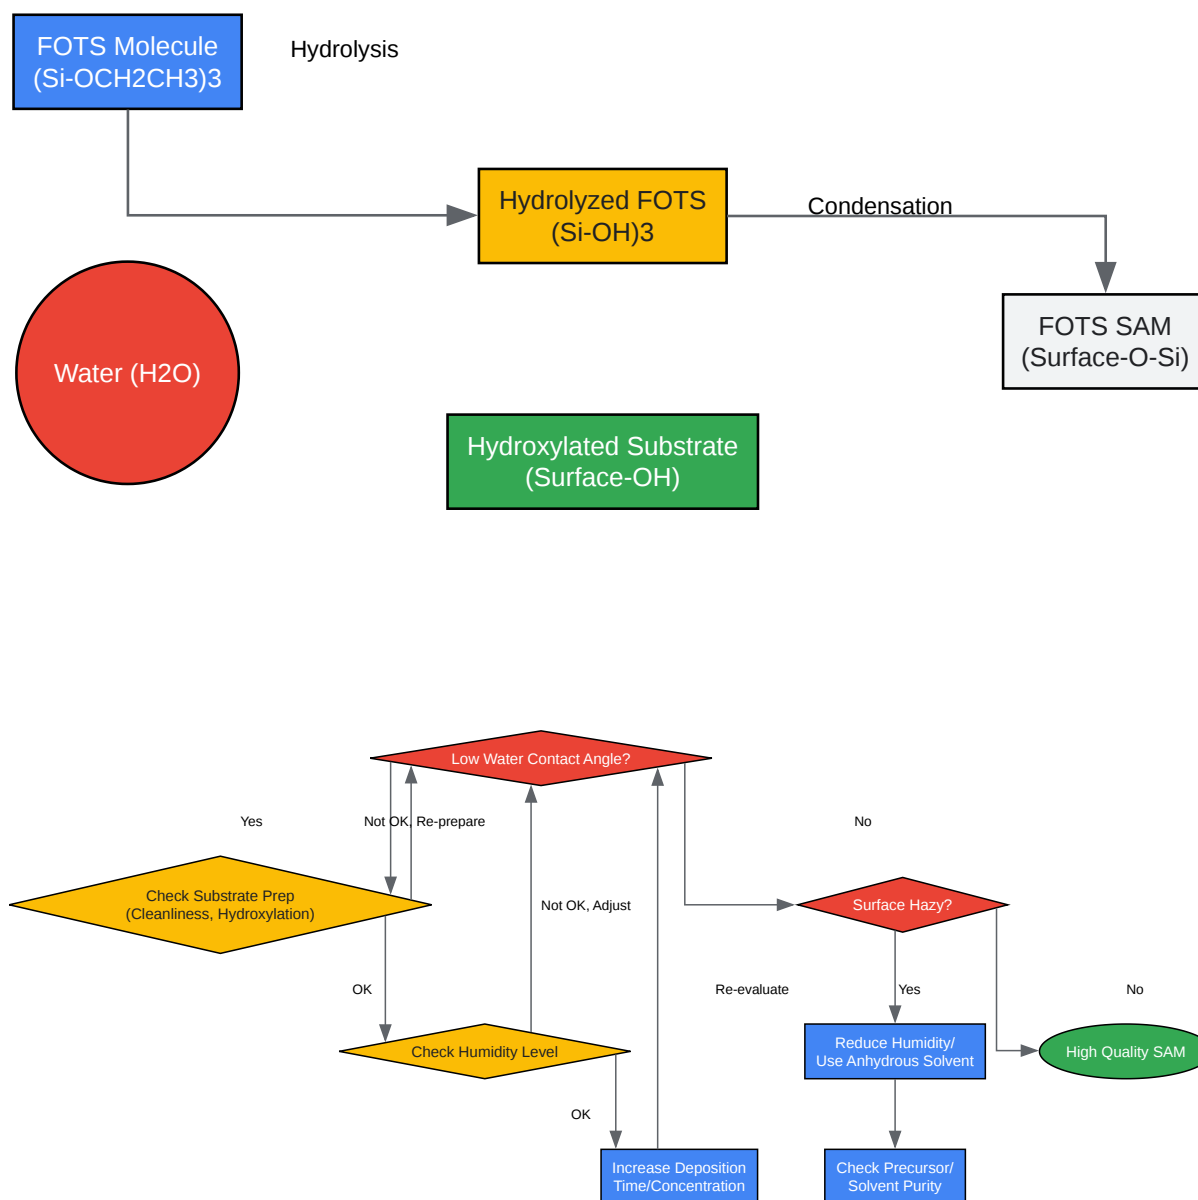 FOTS Molecule
(Si-OCH2CH3)3
Hydrolysis
Hydrolyzed FOTS
(Si-OH)3
Condensation
FOTS SAM
(Surface-O-Si)
Water (H2O)
Hydroxylated Substrate
(Surface-OH)
Low Water Contact Angle?
Yes
Not OK, Re-prepare
No
Check Substrate Prep
(Cleanliness, Hydroxylation)
Not OK, Adjust
Surface Hazy?
OK
Re-evaluate
Yes
No
Check Humidity Level
Reduce Humidity/
Use Anhydrous Solvent
High Quality SAM
OK
Increase Deposition
Time/Concentration
Check Precursor/
Solvent Purity